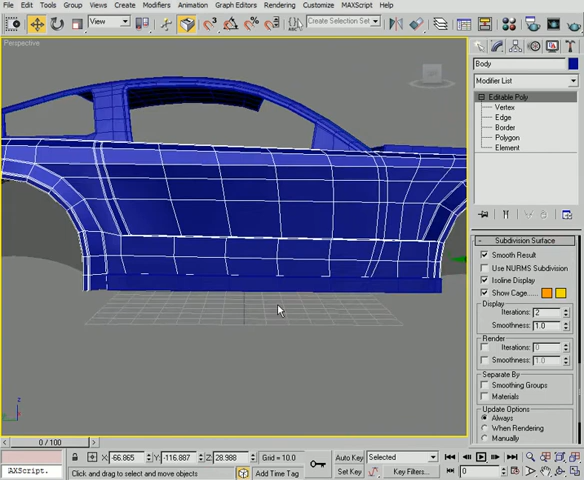 File Edit Tools Group Views Create Modifiers Animation Graph Editors Rendering Customize MAXScript Help
View Create Selection Set
Perspective
Body
Modifier List
Editable Poly
Vertex
Edge
Border
Polygon
Element
- Subdivision Surface
Smooth Result
Use NURMS Subdivision
Isoline Display
Show Cage......
Display
Iterations: 2
Smoothness: 1.0
Render
Iterations: 0
Smoothness: 1.0
Separate By
Smoothing Groups
Materials
Update Options
Always
When Rendering
Manually
z
0 / 100
X: -66.865 Y: -116.887 Z: 28.988 Grid = 10.0 Auto Key Selected
AXScript. Click and drag to select and move objects Add Time Tag Set Key Key Filters... 0